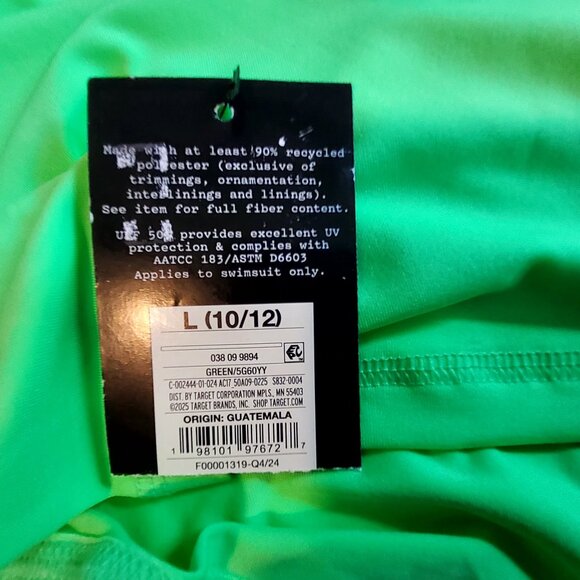 Made with at least 90% recycled
polyester (exclusive of
trimmings, ornamentation,
interlinings and linings).
See item for full fiber content.
UPF 50+ provides excellent UV
protection & complies with
AATCC 183/ASTM D6603
Applies to swimsuit only.
L (10/12)
038 09 9894
GREEN/5G60YY
C-002444-01-024 AC17 50A09-0225 S832-0004
DIST. BY TARGET CORPORATION MPLS., MN 55403
©2025 TARGET BRANDS, INC. SHOP TARGET.COM
ORIGIN: GUATEMALA
1 98101 97672 7
F00001319-Q4/24